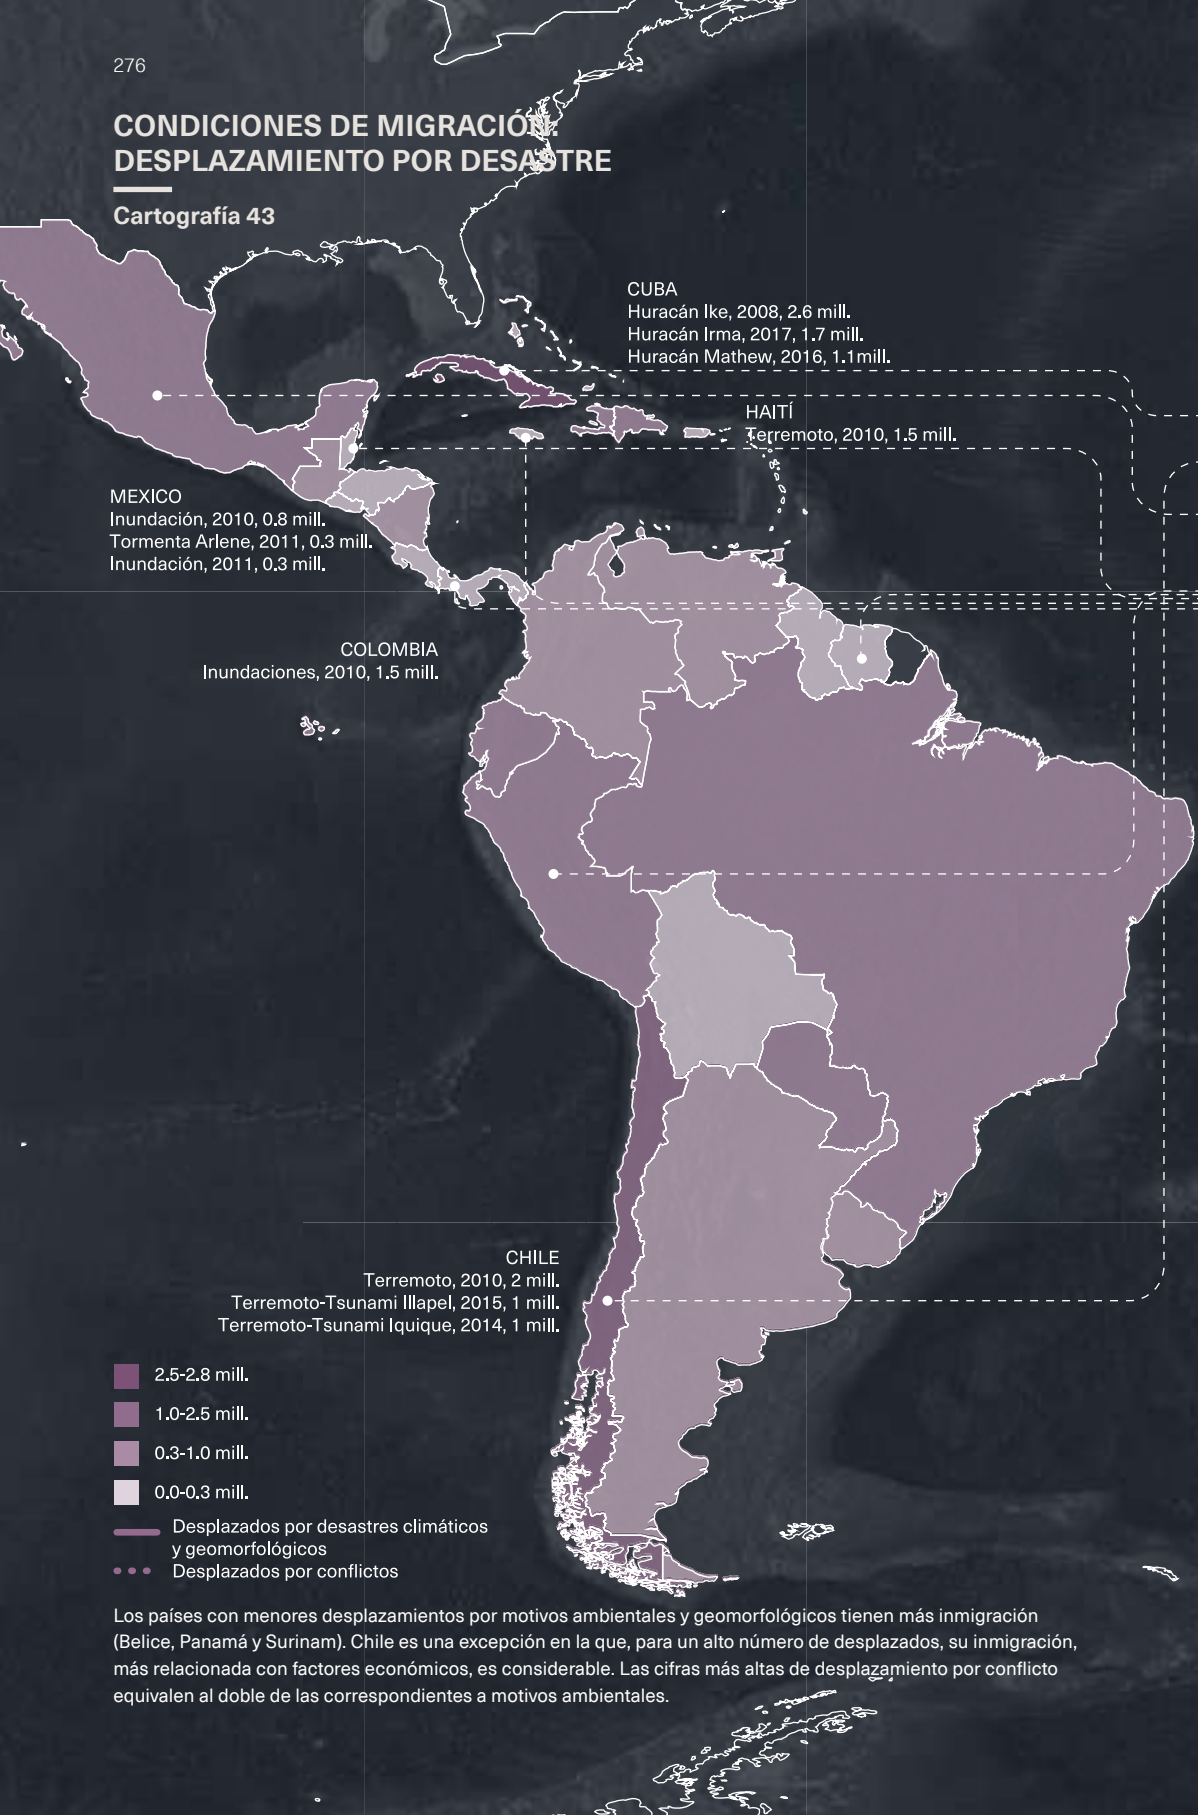 276
CONDICIONES DE MIGRACIÓN:
DESPLAZAMIENTO POR DESASTRE
Cartografía 43
CUBA
Huracán Ike, 2008, 2.6 mill.
Huracán Irma, 2017, 1.7 mill.
Huracán Mathew, 2016, 1.1mill.
HAITÍ
Terremoto, 2010, 1.5 mill.
MEXICO
Inundación, 2010, 0.8 mill.
Tormenta Arlene, 2011, 0.3 mill.
Inundación, 2011, 0.3 mill.
COLOMBIA
Inundaciones, 2010, 1.5 mill.
CHILE
Terremoto, 2010, 2 mill.
Terremoto-Tsunami Illapel, 2015, 1 mill.
Terremoto-Tsunami Iquique, 2014, 1 mill.
2.5-2.8 mill.
1.0-2.5 mill.
0.3-1.0 mill.
0.0-0.3 mill.
Desplazados por desastres climáticos
y geomorfológicos
Desplazados por conflictos
Los países con menores desplazamientos por motivos ambientales y geomorfológicos tienen más inmigración
(Belice, Panamá y Surinam). Chile es una excepción en la que, para un alto número de desplazados, su inmigración,
más relacionada con factores económicos, es considerable. Las cifras más altas de desplazamiento por conflicto
equivalen al doble de las correspondientes a motivos ambientales.